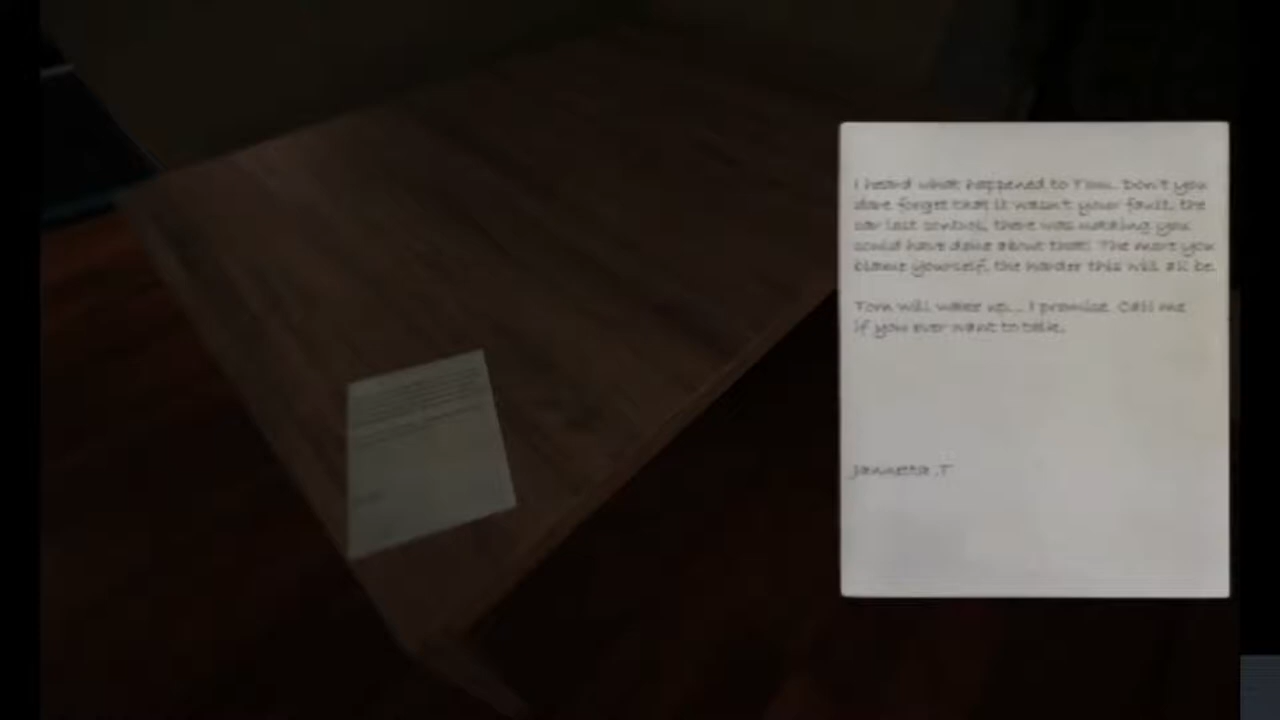 I heard what happened to Tom. Don't you
dare forget that it wasn't your fault, the
car lost control, there was nothing you
could have done about that. The more you
blame yourself, the harder this will all be.
Tom will wake up... I promise. Call me
if you ever want to talk.
Jannetta .T